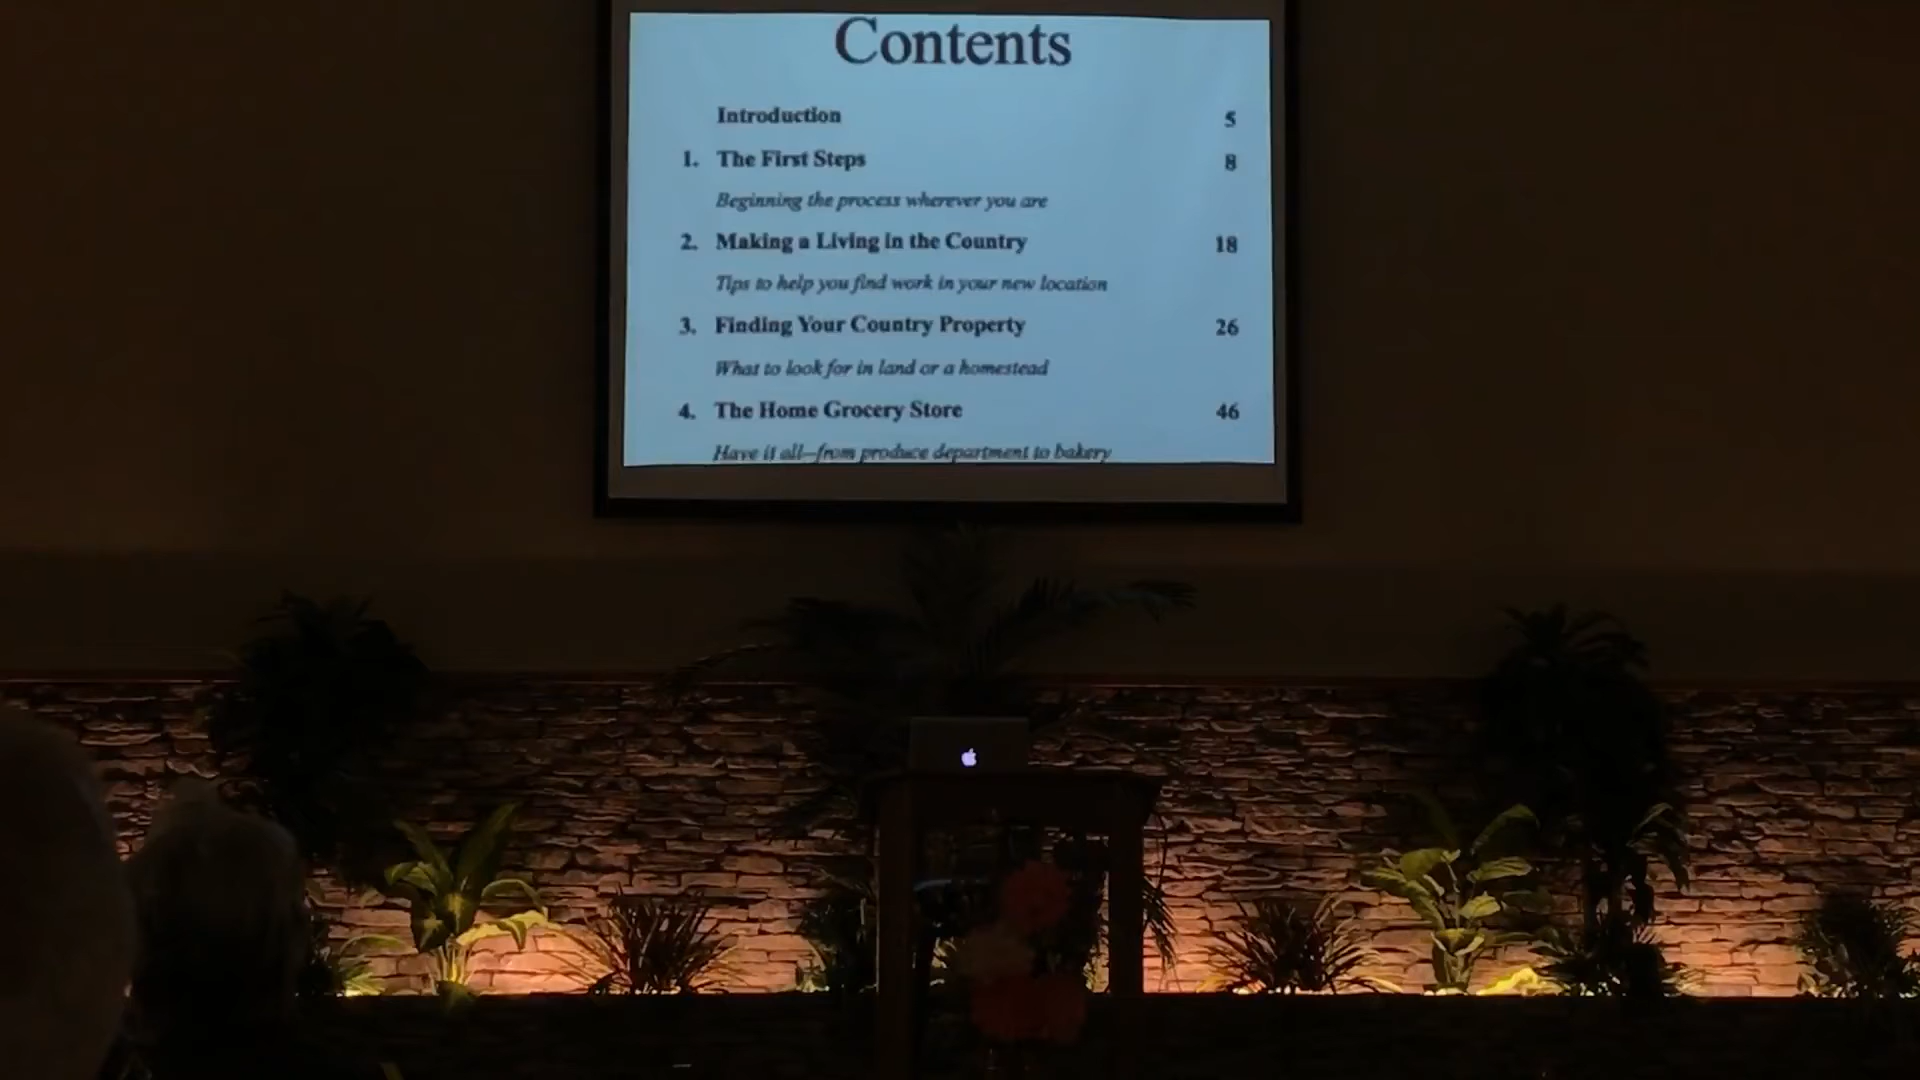 Contents
Introduction 5
1. The First Steps 8
Beginning the process wherever you are
2. Making a Living in the Country 18
Tips to help you find work in your new location
3. Finding Your Country Property 26
What to look for in land or a homestead
4. The Home Grocery Store 46
Have it all—from produce department to bakery